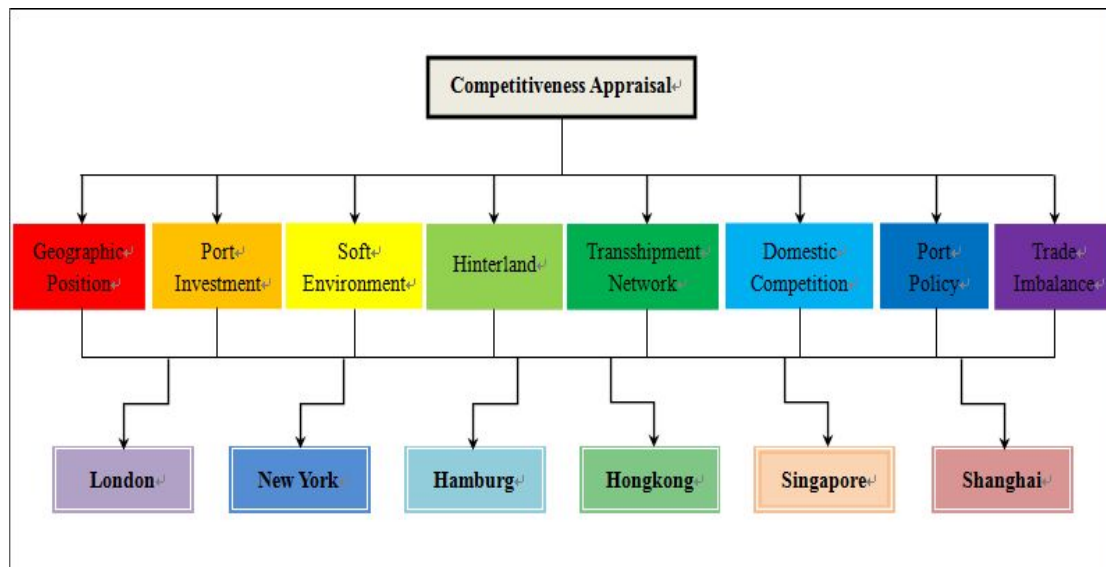 Competitiveness Appraisal
Geographic
Position
Port
Investment
Soft
Environment
Hinterland
Transshipment
Network
Domestic
Competition
Port
Policy
Trade
Imbalance
London
New York
Hamburg
Hongkong
Singapore
Shanghai